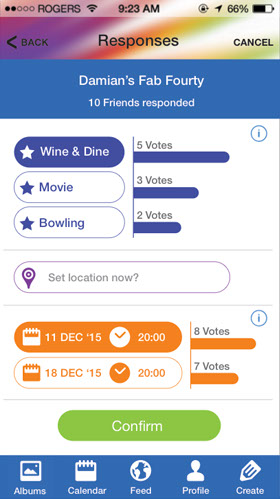 ROGERS 9:23 AM 66%
BACK Responses CANCEL
Damian's Fab Fourty
10 Friends responded
Wine & Dine 5 Votes
Movie 3 Votes
Bowling 2 Votes
Set location now?
11 DEC '15 20:00 8 Votes
18 DEC '15 20:00 7 Votes
Confirm
Albums Calendar Feed Profile Create